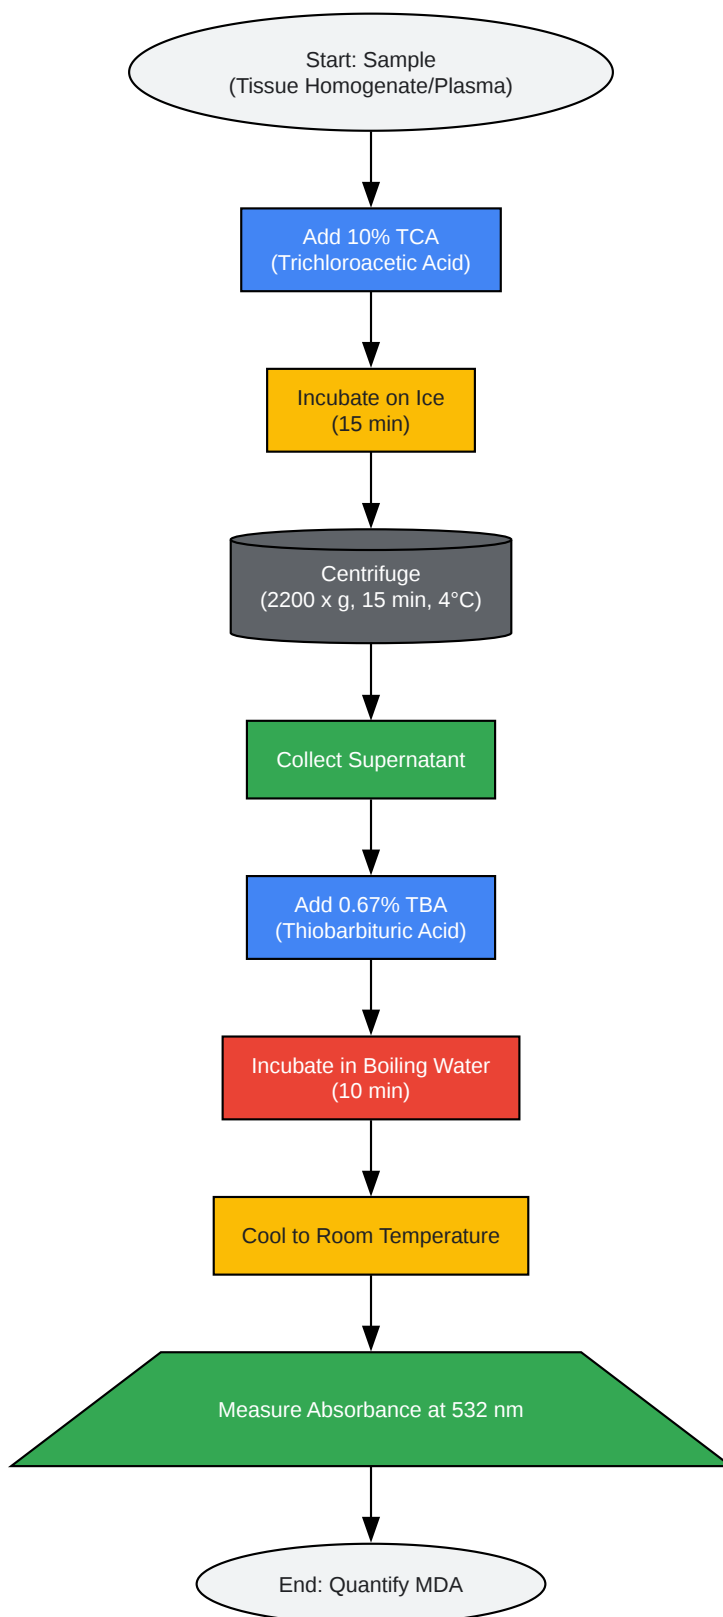 Start: Sample
(Tissue Homogenate/Plasma)
Add 10% TCA
(Trichloroacetic Acid)
Incubate on Ice
(15 min)
Centrifuge
(2200 x g, 15 min, 4°C)
Collect Supernatant
Add 0.67% TBA
(Thiobarbituric Acid)
Incubate in Boiling Water
(10 min)
Cool to Room Temperature
Measure Absorbance at 532 nm
End: Quantify MDA